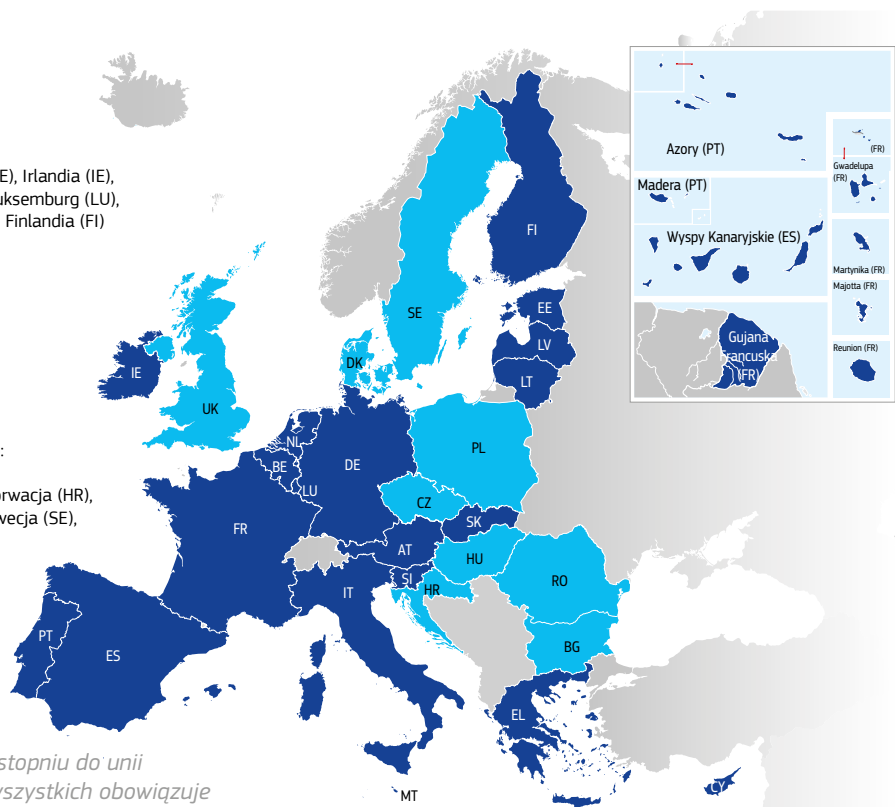 E), Irlandia (IE),
uksemburg (LU),
Finlandia (FI)
:
rwacja (HR),
wecja (SE),
stopniu do unii
wszystkich obowiązuje
Azory (PT)
(FR)
Gwadelupa
(FR)
Madera (PT)
Wyspy Kanaryjskie (ES)
Martynika (FR)
Majotta (FR)
Gujana
Francuska
(FR)
Reunion (FR)
FI
SE
EE
LV
LT
DK
IE
UK
NL
BE
DE
PL
LU
CZ
SK
FR
AT
HU
SI
HR
RO
IT
BG
PT
ES
EL
MT
CY